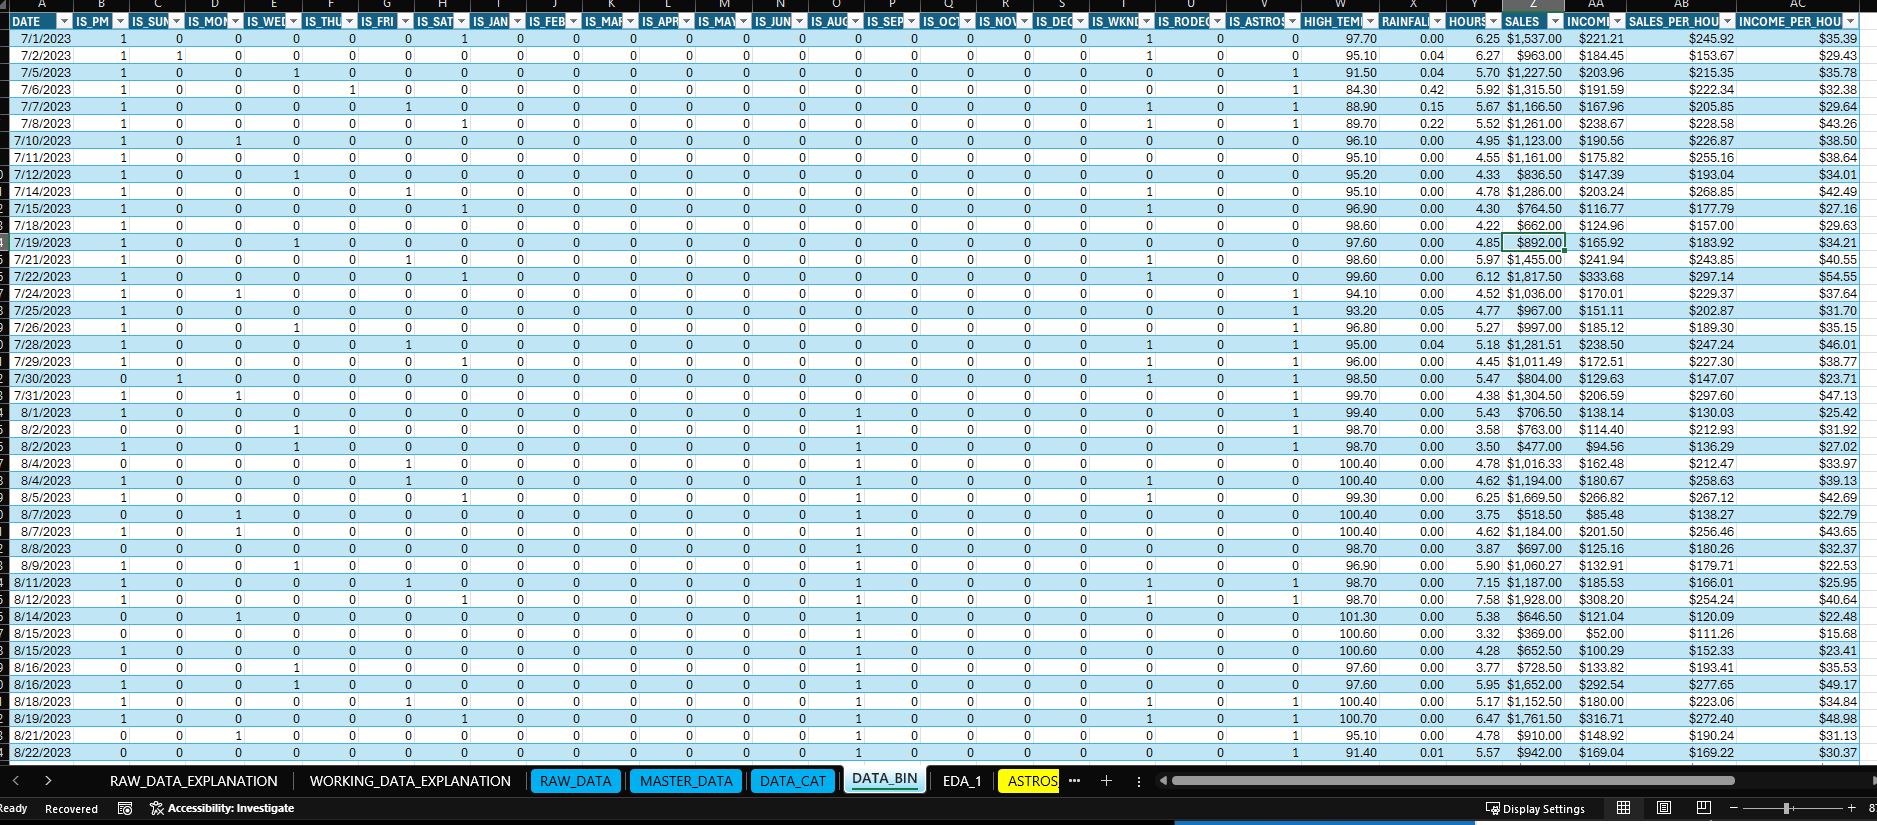 A B C D E F G H I J K L M N O P Q R S T U V W X Y Z AA AB AC
DATE IS_PM IS_SUN IS_MON IS_WED IS_THU IS_FRI IS_SAT IS_JAN IS_FEB IS_MAR IS_APR IS_MAY IS_JUN IS_AUG IS_SEP IS_OCT IS_NOV IS_DEC IS_WKND IS_RODEO IS_ASTROS HIGH_TEMP RAINFALL HOURS SALES INCOME SALES_PER_HOU INCOME_PER_HOU
7/1/2023 1 0 0 0 0 0 1 0 0 0 0 0 0 0 0 0 0 0 1 0 0 97.70 0.00 6.25 $1,537.00 $221.21 $245.92 $35.39
7/2/2023 1 1 0 0 0 0 0 0 0 0 0 0 0 0 0 0 0 0 1 0 0 95.10 0.04 6.27 $963.00 $184.45 $153.67 $29.43
7/5/2023 1 0 0 1 0 0 0 0 0 0 0 0 0 0 0 0 0 0 0 0 1 91.50 0.04 5.70 $1,227.50 $203.96 $215.35 $35.78
7/6/2023 1 0 0 0 1 0 0 0 0 0 0 0 0 0 0 0 0 0 0 0 1 84.30 0.42 5.92 $1,315.50 $191.59 $222.34 $32.38
7/7/2023 1 0 0 0 0 1 0 0 0 0 0 0 0 0 0 0 0 0 1 0 1 88.90 0.15 5.67 $1,166.50 $167.96 $205.85 $29.64
7/8/2023 1 0 0 0 0 0 1 0 0 0 0 0 0 0 0 0 0 0 1 0 1 89.70 0.22 5.52 $1,261.00 $238.67 $228.58 $43.26
7/10/2023 1 0 1 0 0 0 0 0 0 0 0 0 0 0 0 0 0 0 0 0 0 96.10 0.00 4.95 $1,123.00 $190.56 $226.87 $38.50
7/11/2023 1 0 0 0 0 0 0 0 0 0 0 0 0 0 0 0 0 0 0 0 0 95.10 0.00 4.55 $1,161.00 $175.82 $255.16 $38.64
7/12/2023 1 0 0 1 0 0 0 0 0 0 0 0 0 0 0 0 0 0 0 0 0 95.20 0.00 4.33 $836.50 $147.39 $193.04 $34.01
7/14/2023 1 0 0 0 0 1 0 0 0 0 0 0 0 0 0 0 0 0 1 0 0 95.10 0.00 4.78 $1,286.00 $203.24 $268.85 $42.49
7/15/2023 1 0 0 0 0 0 1 0 0 0 0 0 0 0 0 0 0 0 1 0 0 96.90 0.00 4.30 $764.50 $116.77 $177.79 $27.16
7/18/2023 1 0 0 0 0 0 0 0 0 0 0 0 0 0 0 0 0 0 0 0 0 98.60 0.00 4.22 $662.00 $124.96 $157.00 $29.63
7/19/2023 1 0 0 1 0 0 0 0 0 0 0 0 0 0 0 0 0 0 0 0 0 97.60 0.00 4.85 $892.00 $165.92 $183.92 $34.21
7/21/2023 1 0 0 0 0 1 0 0 0 0 0 0 0 0 0 0 0 0 1 0 0 98.60 0.00 5.97 $1,455.00 $241.94 $243.85 $40.55
7/22/2023 1 0 0 0 0 0 1 0 0 0 0 0 0 0 0 0 0 0 1 0 0 99.60 0.00 6.12 $1,817.50 $333.68 $297.14 $54.55
7/24/2023 1 0 1 0 0 0 0 0 0 0 0 0 0 0 0 0 0 0 0 0 1 94.10 0.00 4.52 $1,036.00 $170.01 $229.37 $37.64
7/25/2023 1 0 0 0 0 0 0 0 0 0 0 0 0 0 0 0 0 0 0 0 1 93.20 0.05 4.77 $967.00 $151.11 $202.87 $31.70
7/26/2023 1 0 0 1 0 0 0 0 0 0 0 0 0 0 0 0 0 0 0 0 1 96.80 0.00 5.27 $997.00 $185.12 $189.30 $35.15
7/28/2023 1 0 0 0 0 1 0 0 0 0 0 0 0 0 0 0 0 0 1 0 1 95.00 0.04 5.18 $1,281.51 $238.50 $247.24 $46.01
7/29/2023 1 0 0 0 0 0 1 0 0 0 0 0 0 0 0 0 0 0 1 0 1 96.00 0.00 4.45 $1,011.49 $172.51 $227.30 $38.77
7/30/2023 0 1 0 0 0 0 0 0 0 0 0 0 0 0 0 0 0 0 1 0 1 98.50 0.00 5.47 $804.00 $129.63 $147.07 $23.71
7/31/2023 1 0 1 0 0 0 0 0 0 0 0 0 0 0 0 0 0 0 0 0 1 99.70 0.00 4.38 $1,304.50 $206.59 $297.60 $47.13
8/1/2023 1 0 0 0 0 0 0 0 0 0 0 0 0 1 0 0 0 0 0 0 1 99.40 0.00 5.43 $706.50 $138.14 $130.03 $25.42
8/2/2023 0 0 0 1 0 0 0 0 0 0 0 0 0 1 0 0 0 0 0 0 1 98.70 0.00 3.58 $763.00 $114.40 $212.93 $31.92
8/2/2023 1 0 0 1 0 0 0 0 0 0 0 0 0 1 0 0 0 0 0 0 1 98.70 0.00 3.50 $477.00 $94.56 $136.29 $27.02
8/4/2023 0 0 0 0 0 1 0 0 0 0 0 0 0 1 0 0 0 0 0 0 0 100.40 0.00 4.78 $1,016.33 $162.48 $212.47 $33.97
8/4/2023 1 0 0 0 0 1 0 0 0 0 0 0 0 1 0 0 0 0 1 0 0 100.40 0.00 4.62 $1,194.00 $180.67 $258.63 $39.13
8/5/2023 1 0 0 0 0 0 1 0 0 0 0 0 0 1 0 0 0 0 1 0 0 99.30 0.00 6.25 $1,669.50 $266.82 $267.12 $42.69
8/7/2023 0 0 1 0 0 0 0 0 0 0 0 0 0 1 0 0 0 0 0 0 0 100.40 0.00 3.75 $518.50 $85.48 $138.27 $22.79
8/7/2023 1 0 1 0 0 0 0 0 0 0 0 0 0 1 0 0 0 0 0 0 0 100.40 0.00 4.62 $1,184.00 $201.50 $256.46 $43.65
8/8/2023 0 0 0 0 0 0 0 0 0 0 0 0 0 1 0 0 0 0 0 0 0 98.70 0.00 3.87 $697.00 $125.16 $180.26 $32.37
8/9/2023 1 0 0 1 0 0 0 0 0 0 0 0 0 1 0 0 0 0 0 0 0 96.90 0.00 5.90 $1,060.27 $132.91 $179.71 $22.53
8/11/2023 1 0 0 0 0 1 0 0 0 0 0 0 0 1 0 0 0 0 1 0 1 98.70 0.00 7.15 $1,187.00 $185.53 $166.01 $25.95
8/12/2023 1 0 0 0 0 0 1 0 0 0 0 0 0 1 0 0 0 0 1 0 1 98.70 0.00 7.58 $1,928.00 $308.20 $254.24 $40.64
8/14/2023 0 0 1 0 0 0 0 0 0 0 0 0 0 1 0 0 0 0 0 0 0 101.30 0.00 5.38 $646.50 $121.04 $120.09 $22.48
8/15/2023 0 0 0 0 0 0 0 0 0 0 0 0 0 1 0 0 0 0 0 0 0 100.60 0.00 3.32 $369.00 $52.00 $111.26 $15.68
8/15/2023 1 0 0 0 0 0 0 0 0 0 0 0 0 1 0 0 0 0 0 0 0 100.60 0.00 4.28 $652.50 $100.29 $152.33 $23.41
8/16/2023 0 0 0 1 0 0 0 0 0 0 0 0 0 1 0 0 0 0 0 0 0 97.60 0.00 3.77 $728.50 $133.82 $193.41 $35.53
8/16/2023 1 0 0 1 0 0 0 0 0 0 0 0 0 1 0 0 0 0 0 0 0 97.60 0.00 5.95 $1,652.00 $292.54 $277.65 $49.17
8/18/2023 1 0 0 0 0 1 0 0 0 0 0 0 0 1 0 0 0 0 1 0 1 100.40 0.00 5.17 $1,152.50 $180.00 $223.06 $34.84
8/19/2023 1 0 0 0 0 0 1 0 0 0 0 0 0 1 0 0 0 0 1 0 1 100.70 0.00 6.47 $1,761.50 $316.71 $272.40 $48.98
8/21/2023 0 0 1 0 0 0 0 0 0 0 0 0 0 1 0 0 0 0 0 0 1 95.10 0.00 4.78 $910.00 $148.92 $190.24 $31.13
8/22/2023 0 0 0 0 0 0 0 0 0 0 0 0 0 1 0 0 0 0 0 0 1 91.40 0.01 5.57 $942.00 $169.04 $169.22 $30.37
RAW_DATA_EXPLANATION WORKING_DATA_EXPLANATION RAW_DATA MASTER_DATA DATA_CAT DATA_BIN EDA_1 ASTROS
Ready Recovered Accessibility: Investigate Display Settings